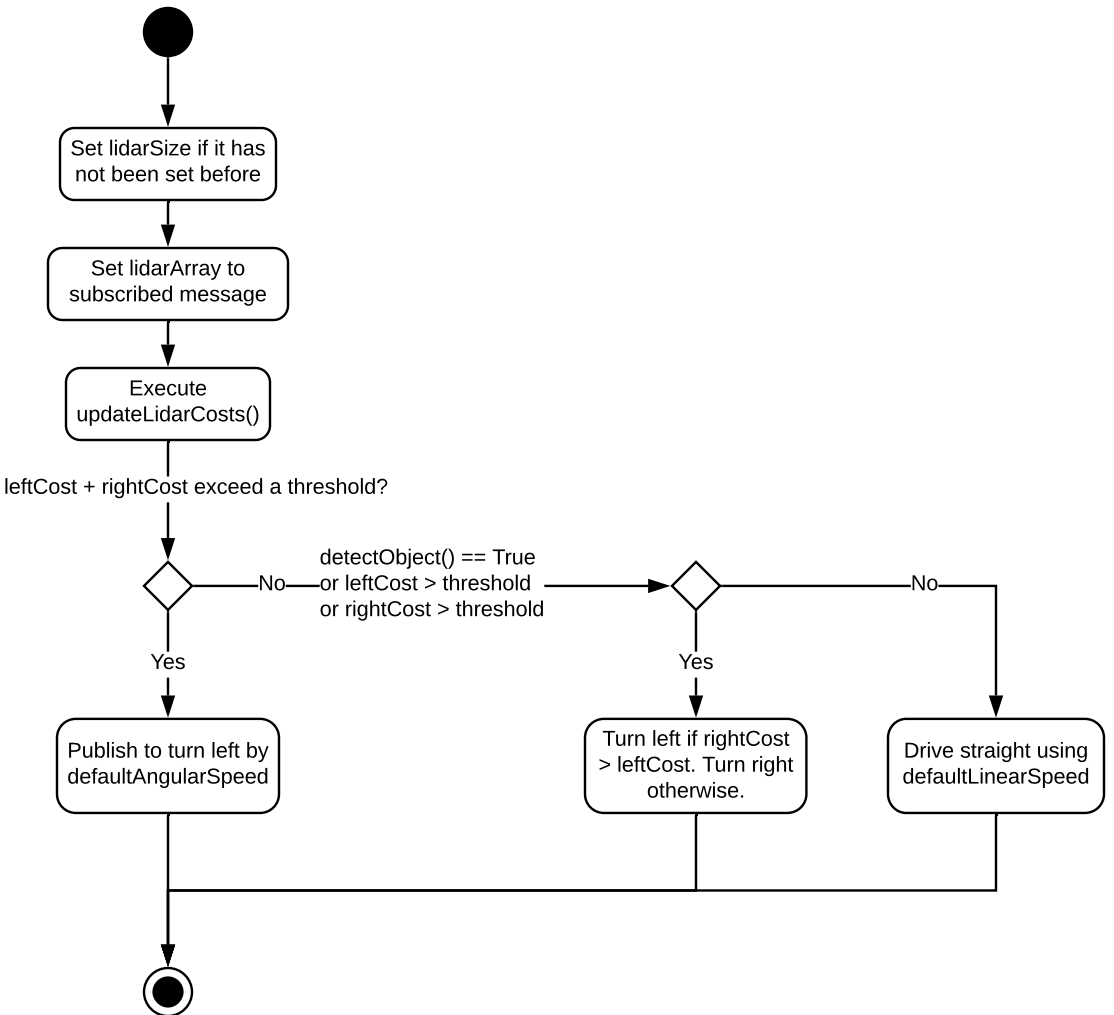 Set lidarSize if it has
not been set before
Set lidarArray to
subscribed message
Execute
updateLidarCosts()
leftCost + rightCost exceed a threshold?
No
detectObject() == True
or leftCost > threshold
or rightCost > threshold
No
Yes
Yes
Publish to turn left by
defaultAngularSpeed
Turn left if rightCost
> leftCost. Turn right
otherwise.
Drive straight using
defaultLinearSpeed